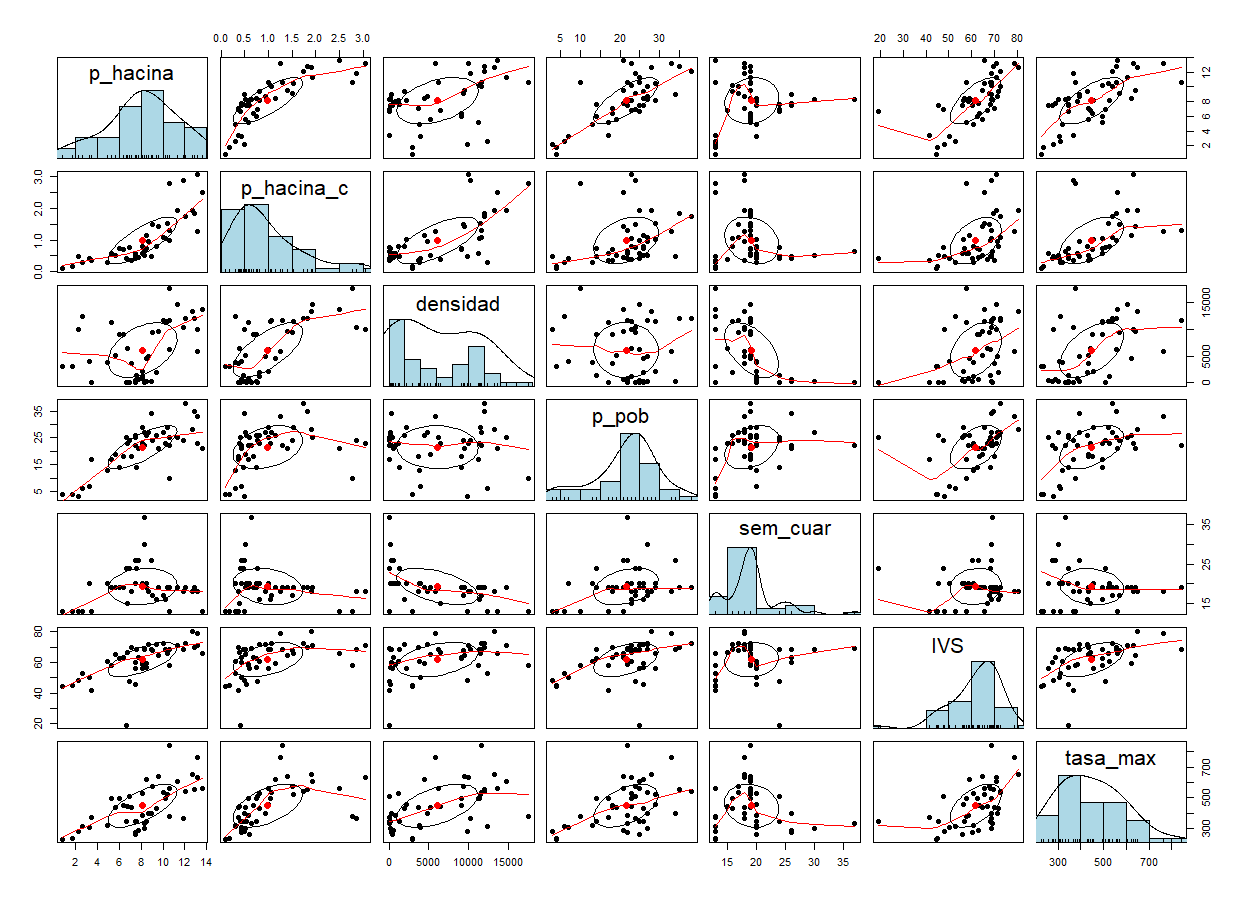 0.0 0.5 1.0 1.5 2.0 2.5 3.0 5 10 20 30 20 30 40 50 60 70 80
p_hacina
2 4 6 8 12
p_hacina_c
0.0 1.0 2.0 3.0
densidad
0 5000 15000
p_pob
5 15 25 35
sem_cuar
15 25 35
IVS
20 40 60 80
tasa_max
300 500 700
2 4 6 8 10 12 14 0 5000 10000 15000 15 20 25 30 35 300 500 700